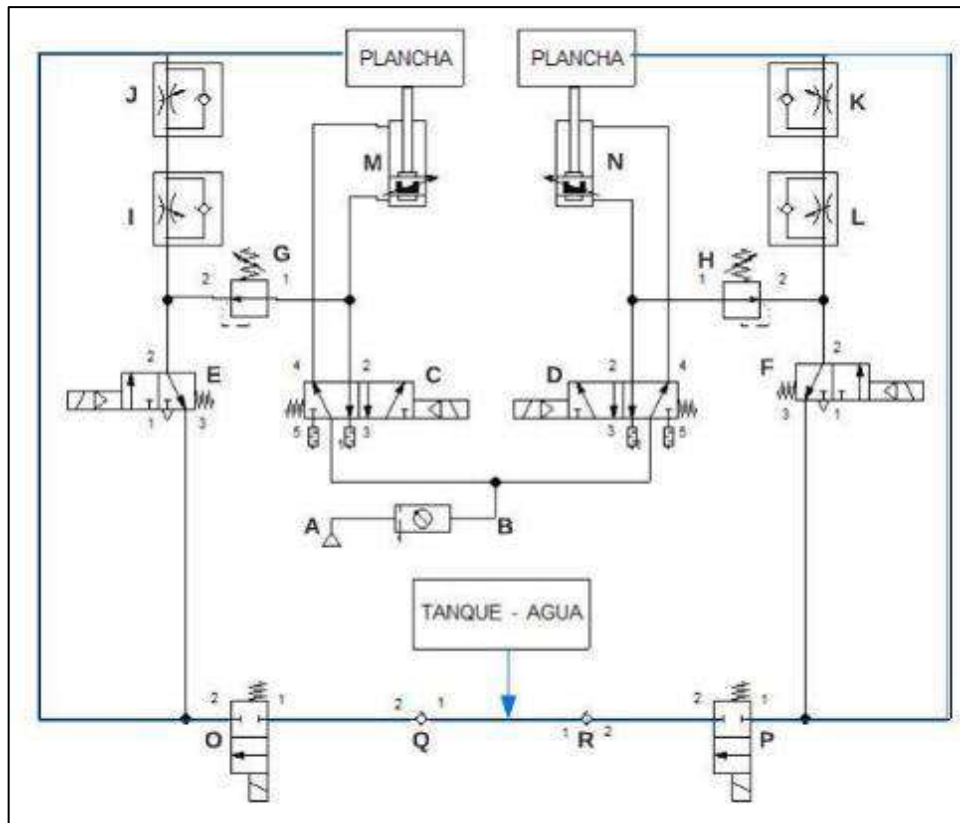 PLANCHA PLANCHA
J K
M N
I L
G H
2 1 1 2
2 2
E 4 2 C D 2 4 F
1 3 5 3 3 5 3 1
A B
TANQUE - AGUA
2 1 2 1 1 2 2 1
O Q R P